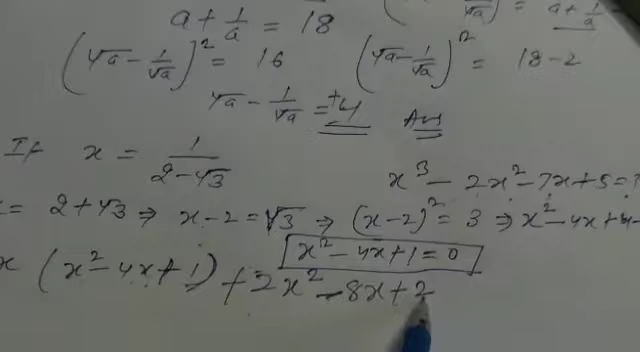 a + 1/a = 18
a + 1/a
(√a - 1/√a)² = 16
(√a - 1/√a)² = 18 - 2
√a - 1/√a = ±4 Ans
If x = 1/(2-√3)
x³ - 2x² - 7x + 5 = ?
= 2 + √3 ⇒ x - 2 = √3 ⇒ (x-2)² = 3 ⇒ x² - 4x + 4 -
x² - 4x + 1 = 0
x (x² - 4x + 1) + 2x² - 8x + 2